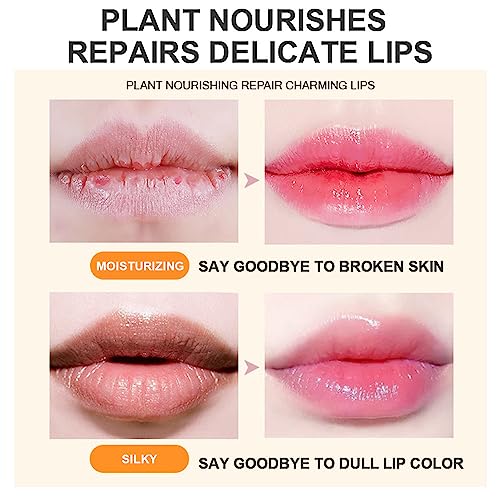 PLANT NOURISHES
REPAIRS DELICATE LIPS
PLANT NOURISHING REPAIR CHARMING LIPS
MOISTURIZING SAY GOODBYE TO BROKEN SKIN
SILKY SAY GOODBYE TO DULL LIP COLOR